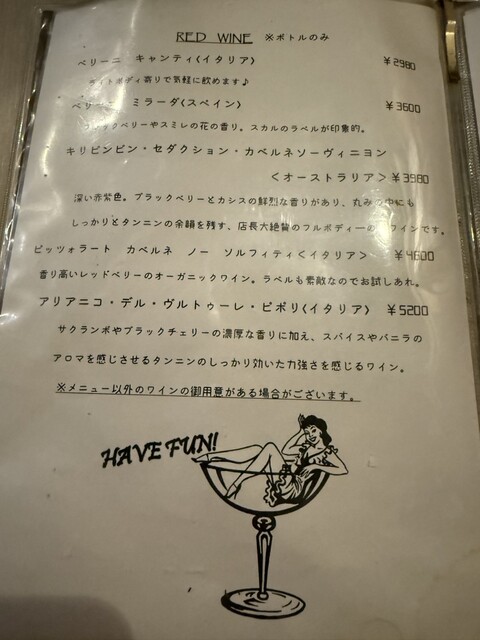 RED WINE ※ボトルのみ
ベリーニ キャンティ(イタリア) ¥2980
ライトボディ寄りで気軽に飲めます♪
ミラーダ(スペイン) ¥3600
ブラックベリーやスミレの花の香り。スカルのラベルが印象的。
キリビンビン・セダクション・カベルネソーヴィニヨン
<オーストラリア>¥3980
深い赤紫色。ブラックベリーとカシスの鮮烈な香りがあり、丸みの中にも
しっかりとタンニンの余韻を残す、店長大絶賛のフルボディーの ワインです。
ピッツォラート カベルネ ノー ソルフィティ<イタリア> ¥4600
香り高いレッドベリーのオーガニックワイン。ラベルも素敵なのでお試しあれ。
アリアニコ・デル・ヴルトゥーレ・ピポリ(イタリア) ¥5200
サクランボやブラックチェリーの濃厚な香りに加え、スパイスやバニラの
アロマを感じさせるタンニンのしっかり効いた力強さを感じるワイン。
※メニュー以外のワインの御用意がある場合がございます。
HAVE FUN!